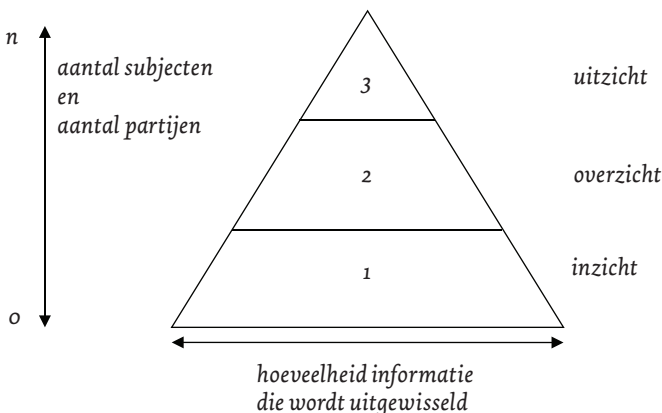 n
aantal subjecten
en
aantal partijen
3
uitzicht
2
overzicht
1
inzicht
0
hoeveelheid informatie
die wordt uitgewisseld